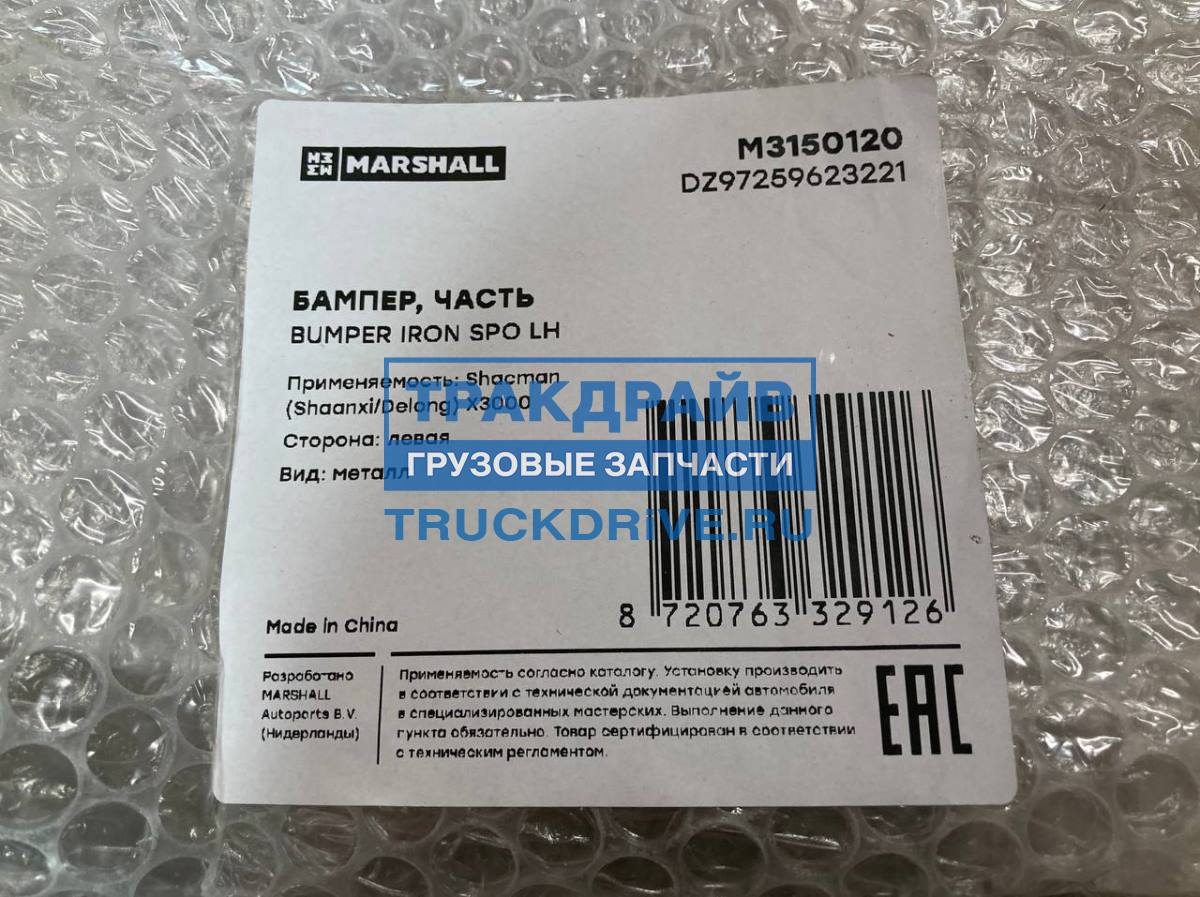 MARSHALL
M3150120
DZ97259623221
БАМПЕР, ЧАСТЬ
BUMPER IRON SPO LH
Применяемость: Shacman
(Shaanxi/Delong) X3000
Сторона: левая
Вид: металл
ТРАКДРАЙВ
ГРУЗОВЫЕ ЗАПЧАСТИ
TRUCKDRiVE.RU
8 720763 329126
Made in China
Разработано
MARSHALL
Autoparts B.V.
(Нидерланды)
Применяемость согласно каталогу. Установку производить
в соответствии с технической документацией автомобиля
в специализированных мастерских. Выполнение данного
пункта обязательно. Товар сертифицирован в соответствии
с техническим регламентом.
EAC